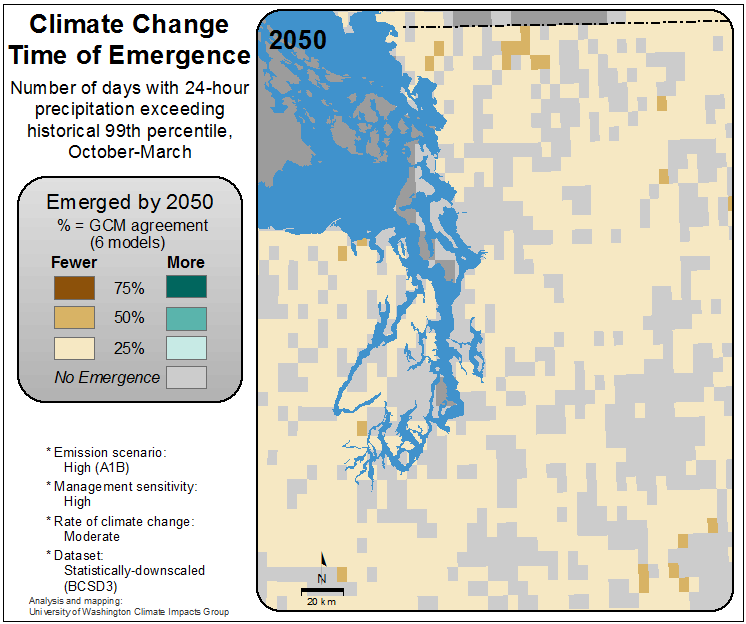 Climate Change
Time of Emergence
Number of days with 24-hour
precipitation exceeding
historical 99th percentile,
October-March
Emerged by 2050
% = GCM agreement
(6 models)
Fewer More
75%
50%
25%
No Emergence
* Emission scenario:
High (A1B)
* Management sensitivity:
High
* Rate of climate change:
Moderate
* Dataset:
Statistically-downscaled
(BCSD3)
Analysis and mapping:
University of Washington Climate Impacts Group
2050
N
20 km